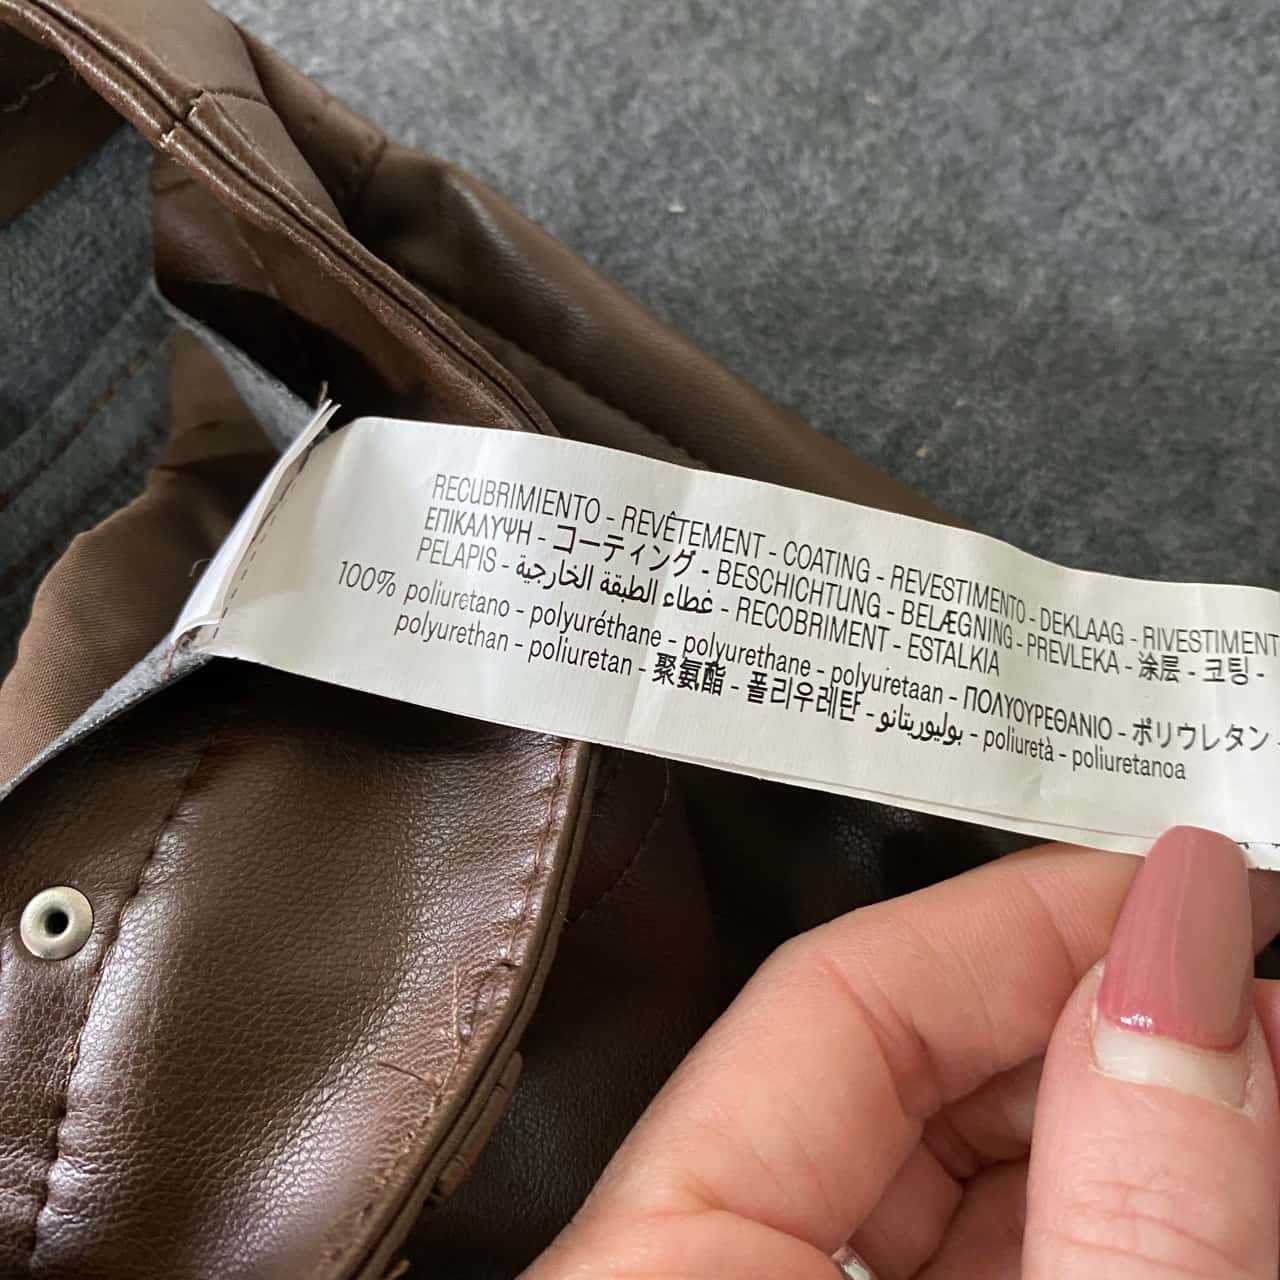 RECUBRIMIENTO - REVÊTEMENT - COATING - REVESTIMENTO - DEKLAAG - RIVESTIMENT
ΕΠΙΚΑΛΥΨΗ - コーティング - BESCHICHTUNG - BELÆGNING - PREVLEKA - 涂层 - 코팅 -
PELAPIS - غطاء الطبقة الخارجية - RECOBRIMENT - ESTALKIA
100% poliuretano - polyuréthane - polyurethane - polyuretaan - ΠΟΛΥΟΥΡΕΘΑΝΙΟ - ポリウレタン -
polyurethan - poliuretan - 聚氨酯 - 폴리우레탄 - بوليوريتانو - poliuretà - poliuretanoa